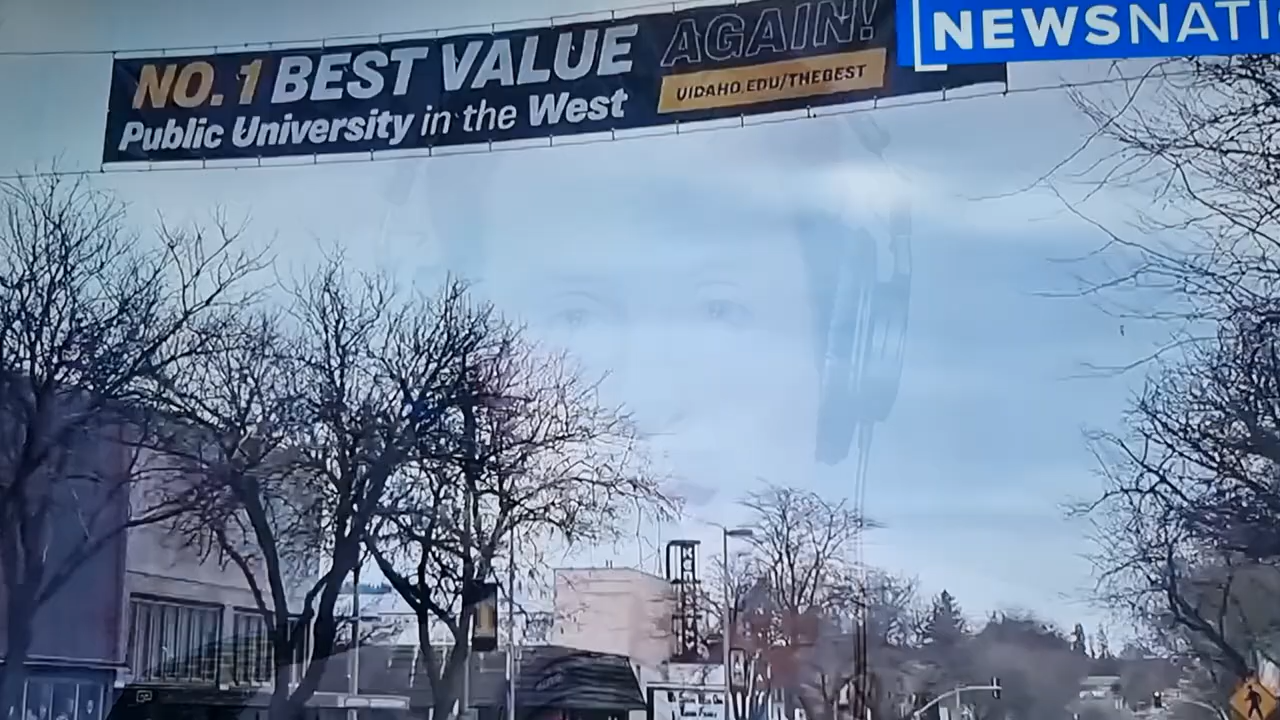 NO. 1 BEST VALUE
Public University in the West
AGAIN!
UIDAHO.EDU/THEBEST
NEWSNATI